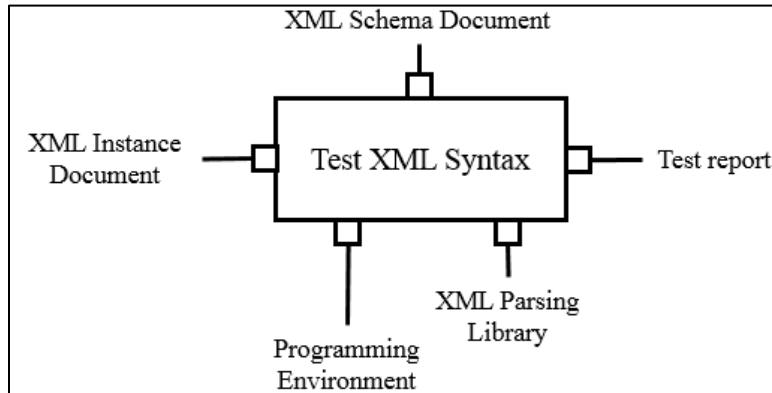 XML Schema Document
XML Instance
Document
Test XML Syntax
Test report
XML Parsing
Library
Programming
Environment